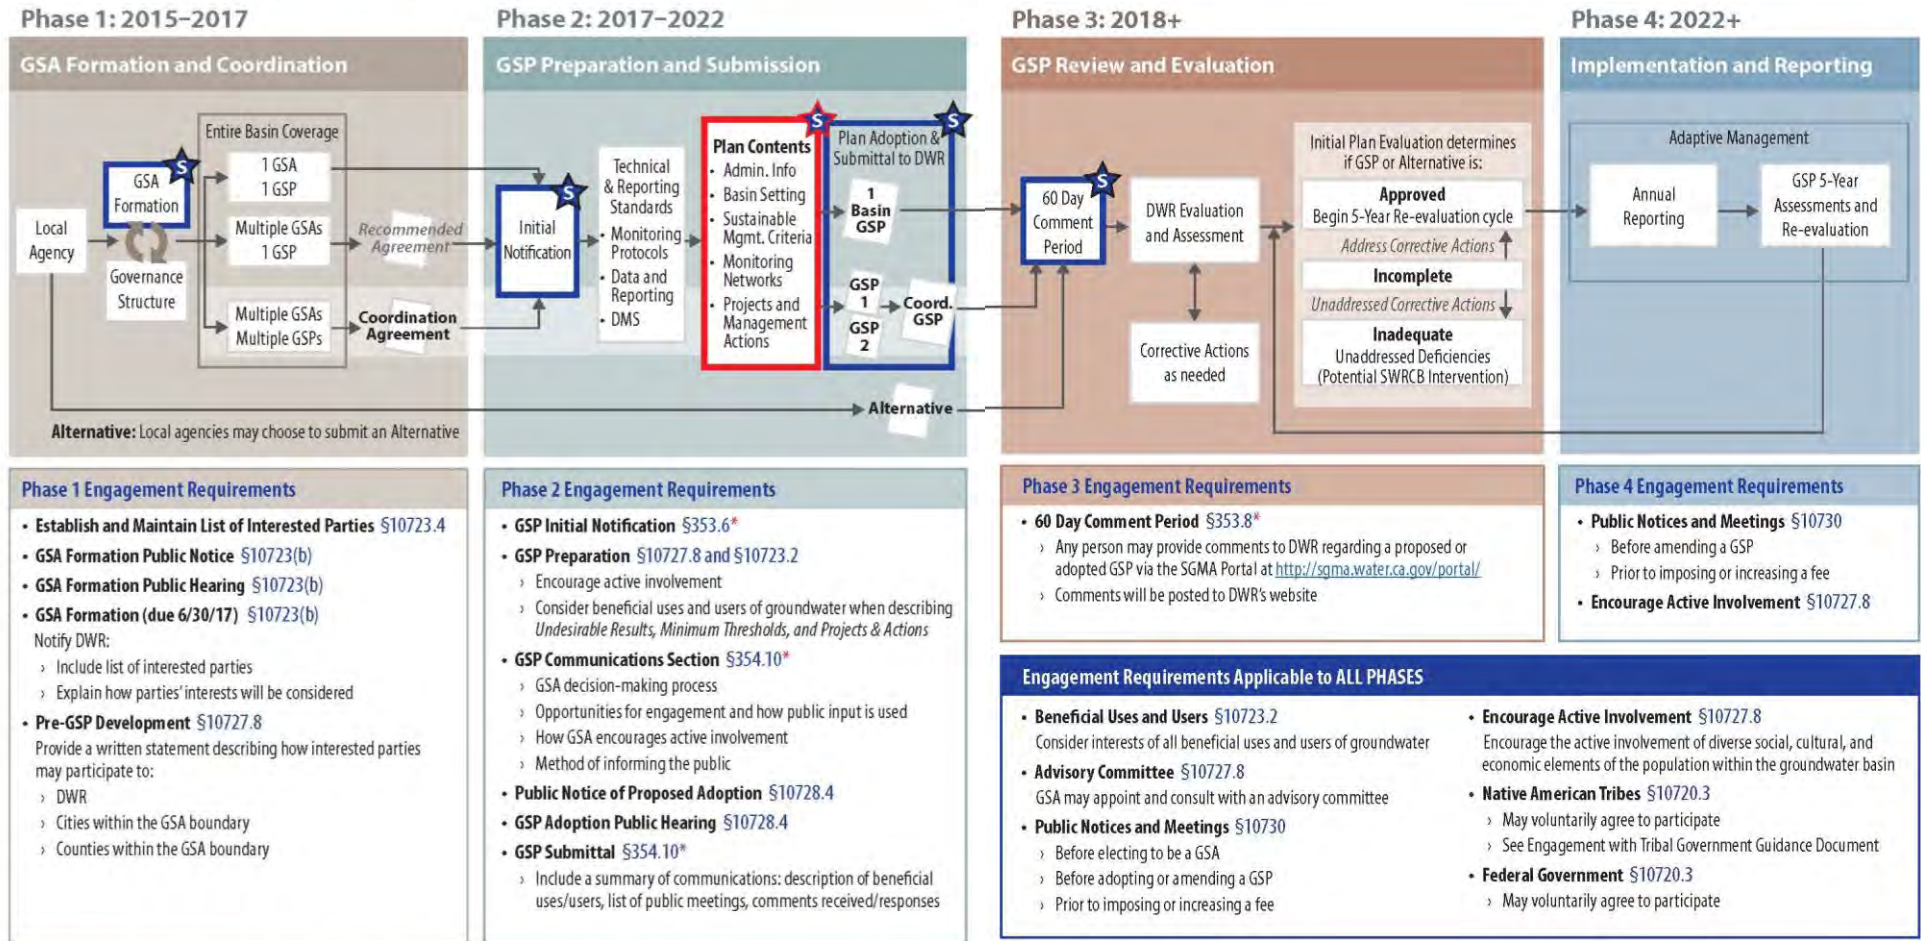 Phase 1: 2015–2017
GSA Formation and Coordination
Entire Basin Coverage
S
GSA
Formation
1 GSA
1 GSP
Local
Agency
Multiple GSAs
1 GSP
Recommended
Agreement
Governance
Structure
Multiple GSAs
Multiple GSPs
Coordination
Agreement
Alternative: Local agencies may choose to submit an Alternative
Phase 2: 2017–2022
GSP Preparation and Submission
S
Initial
Notification
Technical
& Reporting
Standards
• Monitoring
Protocols
• Data and
Reporting
• DMS
S
Plan Contents
• Admin. Info
• Basin Setting
• Sustainable
Mgmt. Criteria
• Monitoring
Networks
• Projects and
Management
Actions
S
Plan Adoption &
Submittal to DWR
1
Basin
GSP
GSP
1
GSP
2
Coord.
GSP
Alternative
Phase 3: 2018+
GSP Review and Evaluation
S
60 Day
Comment
Period
DWR Evaluation
and Assessment
Corrective Actions
as needed
Initial Plan Evaluation determines
if GSP or Alternative is:
Approved
Begin 5-Year Re-evaluation cycle
Address Corrective Actions
Incomplete
Unaddressed Corrective Actions
Inadequate
Unaddressed Deficiencies
(Potential SWRCB Intervention)
Phase 4: 2022+
Implementation and Reporting
Adaptive Management
Annual
Reporting
GSP 5-Year
Assessments and
Re-evaluation
Phase 1 Engagement Requirements
• Establish and Maintain List of Interested Parties §10723.4
• GSA Formation Public Notice §10723(b)
• GSA Formation Public Hearing §10723(b)
• GSA Formation (due 6/30/17) §10723(b)
Notify DWR:
› Include list of interested parties
› Explain how parties' interests will be considered
• Pre-GSP Development §10727.8
Provide a written statement describing how interested parties
may participate to:
› DWR
› Cities within the GSA boundary
› Counties within the GSA boundary
Phase 2 Engagement Requirements
• GSP Initial Notification §353.6*
• GSP Preparation §10727.8 and §10723.2
› Encourage active involvement
› Consider beneficial uses and users of groundwater when describing
Undesirable Results, Minimum Thresholds, and Projects & Actions
• GSP Communications Section §354.10*
› GSA decision-making process
› Opportunities for engagement and how public input is used
› How GSA encourages active involvement
› Method of informing the public
• Public Notice of Proposed Adoption §10728.4
• GSP Adoption Public Hearing §10728.4
• GSP Submittal §354.10*
› Include a summary of communications: description of beneficial
uses/users, list of public meetings, comments received/responses
Phase 3 Engagement Requirements
• 60 Day Comment Period §353.8*
› Any person may provide comments to DWR regarding a proposed or
adopted GSP via the SGMA Portal at http://sgma.water.ca.gov/portal/
› Comments will be posted to DWR's website
Phase 4 Engagement Requirements
• Public Notices and Meetings §10730
› Before amending a GSP
› Prior to imposing or increasing a fee
• Encourage Active Involvement §10727.8
Engagement Requirements Applicable to ALL PHASES
• Beneficial Uses and Users §10723.2
Consider interests of all beneficial uses and users of groundwater
• Advisory Committee §10727.8
GSA may appoint and consult with an advisory committee
• Public Notices and Meetings §10730
› Before electing to be a GSA
› Before adopting or amending a GSP
› Prior to imposing or increasing a fee
• Encourage Active Involvement §10727.8
Encourage the active involvement of diverse social, cultural, and
economic elements of the population within the groundwater basin
• Native American Tribes §10720.3
› May voluntarily agree to participate
› See Engagement with Tribal Government Guidance Document
• Federal Government §10720.3
› May voluntarily agree to participate